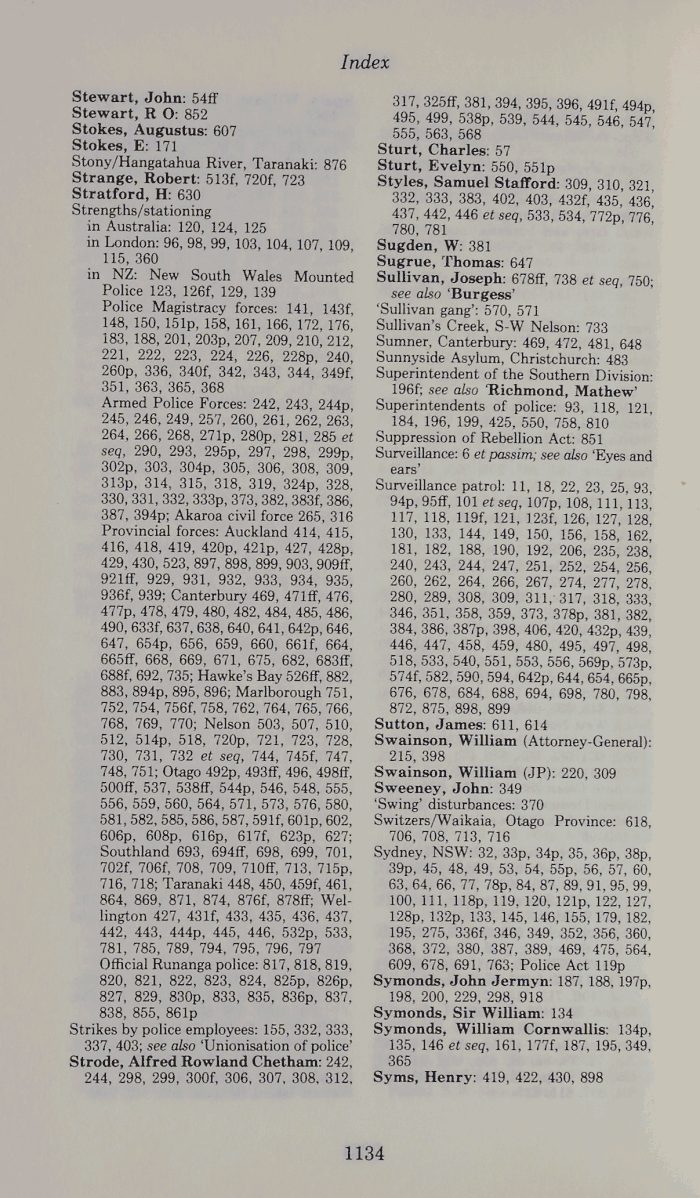 Index
Stewart, John: 54ff
Stewart, R O: 852
Stokes, Augustus: 607
Stokes, E: 171
Stony/Hangatahua River, Taranaki: 876
Strange, Robert: 513f, 720f, 723
Stratford, H: 630
Strengths/stationing
in Australia: 120, 124, 125
in London: 96, 98, 99, 103, 104, 107, 109,
115, 360
in NZ: New South Wales Mounted
Police 123, 126f, 129, 139
Police Magistracy forces: 141, 143f,
148, 150, 151p, 158, 161, 166, 172, 176,
183, 188, 201, 203p, 207, 209, 210, 212,
221, 222, 223, 224, 226, 228p, 240,
260p, 336, 340f, 342, 343, 344, 349f,
351, 363, 365, 368
Armed Police Forces: 242, 243, 244p,
245, 246, 249, 257, 260, 261, 262, 263,
264, 266, 268, 271p, 280p, 281, 285 et
seq, 290, 293, 295p, 297, 298, 299p,
302p, 303, 304p, 305, 306, 308, 309,
313p, 314, 315, 318, 319, 324p, 328,
330, 331, 332, 333p, 373, 382, 383f, 386,
387, 394p; Akaroa civil force 265, 316
Provincial forces: Auckland 414, 415,
416, 418, 419, 420p, 421p, 427, 428p,
429, 430, 523, 897, 898, 899, 903, 909ff,
921ff, 929, 931, 932, 933, 934, 935,
936f, 939; Canterbury 469, 471ff, 476,
477p, 478, 479, 480, 482, 484, 485, 486,
490, 633f, 637, 638, 640, 641, 642p, 646,
647, 654p, 656, 659, 660, 661f, 664,
665ff, 668, 669, 671, 675, 682, 683ff,
688f, 692, 735; Hawke's Bay 526ff, 882,
883, 894p, 895, 896; Marlborough 751,
752, 754, 756f, 758, 762, 764, 765, 766,
768, 769, 770; Nelson 503, 507, 510,
512, 514p, 518, 720p, 721, 723, 728,
730, 731, 732 et seq, 744, 745f, 747,
748, 751; Otago 492p, 493ff, 496, 498ff,
500ff, 537, 538ff, 544p, 546, 548, 555,
556, 559, 560, 564, 571, 573, 576, 580,
581, 582, 585, 586, 587, 591f, 601p, 602,
606p, 608p, 616p, 617f, 623p, 627;
Southland 693, 694ff, 698, 699, 701,
702f, 706f, 708, 709, 710ff, 713, 715p,
716, 718; Taranaki 448, 450, 459f, 461,
864, 869, 871, 874, 876f, 878ff; Wel-
lington 427, 431f, 433, 435, 436, 437,
442, 443, 444p, 445, 446, 532p, 533,
781, 785, 789, 794, 795, 796, 797
Official Runanga police: 817, 818, 819,
820, 821, 822, 823, 824, 825p, 826p,
827, 829, 830p, 833, 835, 836p, 837,
838, 855, 861p
Strikes by police employees: 155, 332, 333,
337, 403; see also 'Unionisation of police'
Strode, Alfred Rowland Chetham: 242,
244, 298, 299, 300f, 306, 307, 308, 312,
317, 325ff, 381, 394, 395, 396, 491f, 494p,
495, 499, 538p, 539, 544, 545, 546, 547,
555, 563, 568
Sturt, Charles: 57
Sturt, Evelyn: 550, 551p
Styles, Samuel Stafford: 309, 310, 321,
332, 333, 383, 402, 403, 432f, 435, 436,
437, 442, 446 et seq, 533, 534, 772p, 776,
780, 781
Sugden, W: 381
Sugrue, Thomas: 647
Sullivan, Joseph: 678ff, 738 et seq, 750;
see also 'Burgess'
'Sullivan gang': 570, 571
Sullivan's Creek, S-W Nelson: 733
Sumner, Canterbury: 469, 472, 481, 648
Sunnyside Asylum, Christchurch: 483
Superintendent of the Southern Division:
196f; see also 'Richmond, Mathew'
Superintendents of police: 93, 118, 121,
184, 196, 199, 425, 550, 758, 810
Suppression of Rebellion Act: 851
Surveillance: 6 et passim; see also 'Eyes and
ears'
Surveillance patrol: 11, 18, 22, 23, 25, 93,
94p, 95ff, 101 et seq, 107p, 108, 111, 113,
117, 118, 119f, 121, 123f, 126, 127, 128,
130, 133, 144, 149, 150, 156, 158, 162,
181, 182, 188, 190, 192, 206, 235, 238,
240, 243, 244, 247, 251, 252, 254, 256,
260, 262, 264, 266, 267, 274, 277, 278,
280, 289, 308, 309, 311, 317, 318, 333,
346, 351, 358, 359, 373, 378p, 381, 382,
384, 386, 387p, 398, 406, 420, 432p, 439,
446, 447, 458, 459, 480, 495, 497, 498,
518, 533, 540, 551, 553, 556, 569p, 573p,
574f, 582, 590, 594, 642p, 644, 654, 665p,
676, 678, 684, 688, 694, 698, 780, 798,
872, 875, 898, 899
Sutton, James: 611, 614
Swainson, William (Attorney-General):
215, 398
Swainson, William (JP): 220, 309
Sweeney, John: 349
'Swing' disturbances: 370
Switzers/Waikaia, Otago Province: 618,
706, 708, 713, 716
Sydney, NSW: 32, 33p, 34p, 35, 36p, 38p,
39p, 45, 48, 49, 53, 54, 55p, 56, 57, 60,
63, 64, 66, 77, 78p, 84, 87, 89, 91, 95, 99,
100, 111, 118p, 119, 120, 121p, 122, 127,
128p, 132p, 133, 145, 146, 155, 179, 182,
195, 275, 336f, 346, 349, 352, 356, 360,
368, 372, 380, 387, 389, 469, 475, 564,
609, 678, 691, 763; Police Act 119p
Symonds, John Jermyn: 187, 188, 197p,
198, 200, 229, 298, 918
Symonds, Sir William: 134
Symonds, William Cornwallis: 134p,
135, 146 et seq, 161, 177f, 187, 195, 349,
365
Syms, Henry: 419, 422, 430, 898
1134